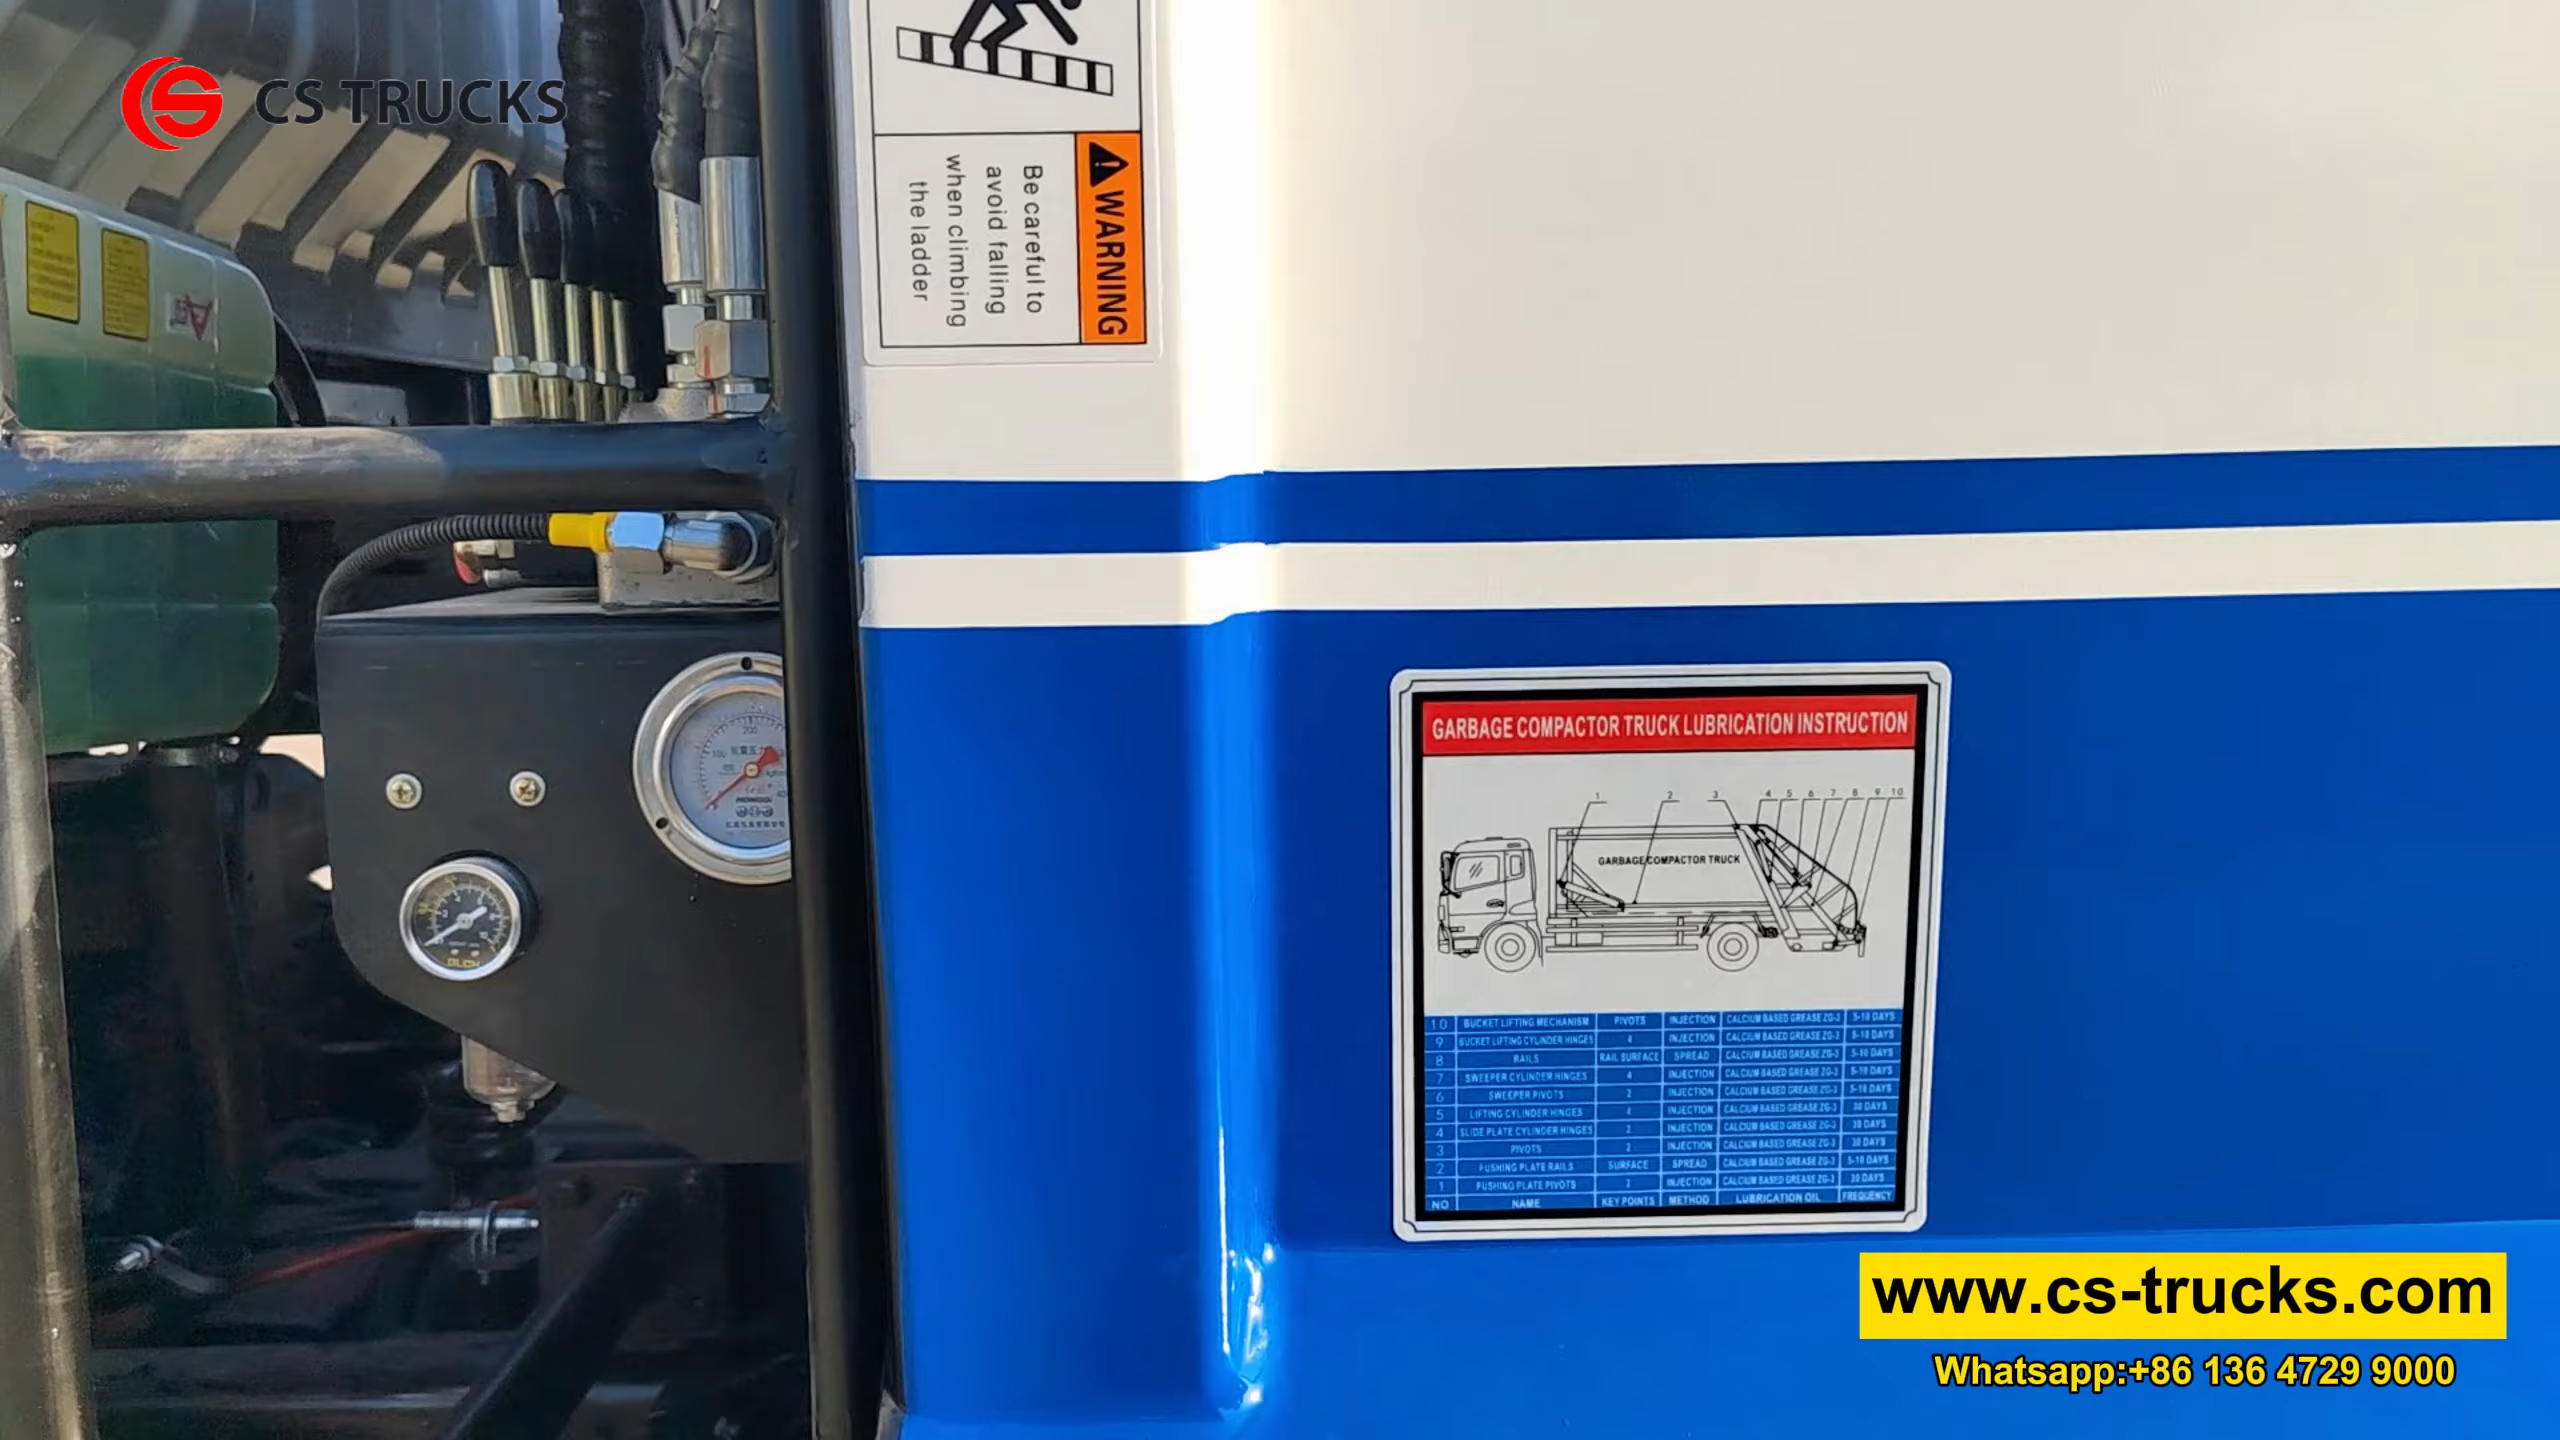 CS TRUCKS
WARNING
Be careful to
avoid falling
when climbing
the ladder
GARBAGE COMPACTOR TRUCK LUBRICATION INSTRUCTION
1 2 3 4 5 6 7 8 9 10
GARBAGE COMPACTOR TRUCK
10 BUCKET LIFTING MECHANISM PIVOTS INJECTION CALCIUM BASED GREASE ZG-3 5-10 DAYS
9 BUCKET LIFTING CYLINDER HINGES 4 INJECTION CALCIUM BASED GREASE ZG-3 5-10 DAYS
8 RAILS RAIL SURFACE SPREAD CALCIUM BASED GREASE ZG-3 5-10 DAYS
7 SWEEPER CYLINDER HINGES 4 INJECTION CALCIUM BASED GREASE ZG-3 5-10 DAYS
6 SWEEPER PIVOTS 2 INJECTION CALCIUM BASED GREASE ZG-3 5-10 DAYS
5 LIFTING CYLINDER HINGES 4 INJECTION CALCIUM BASED GREASE ZG-3 30 DAYS
4 SLIDE PLATE CYLINDER HINGES 2 INJECTION CALCIUM BASED GREASE ZG-3 30 DAYS
3 PIVOTS 2 INJECTION CALCIUM BASED GREASE ZG-3 30 DAYS
2 PUSHING PLATE RAILS SURFACE SPREAD CALCIUM BASED GREASE ZG-3 5-10 DAYS
1 PUSHING PLATE PIVOTS 2 INJECTION CALCIUM BASED GREASE ZG-3 30 DAYS
NO NAME KEY POINTS METHOD LUBRICATION OIL FREQUENCY
100
200
HONGQI
www.cs-trucks.com
Whatsapp:+86 136 4729 9000